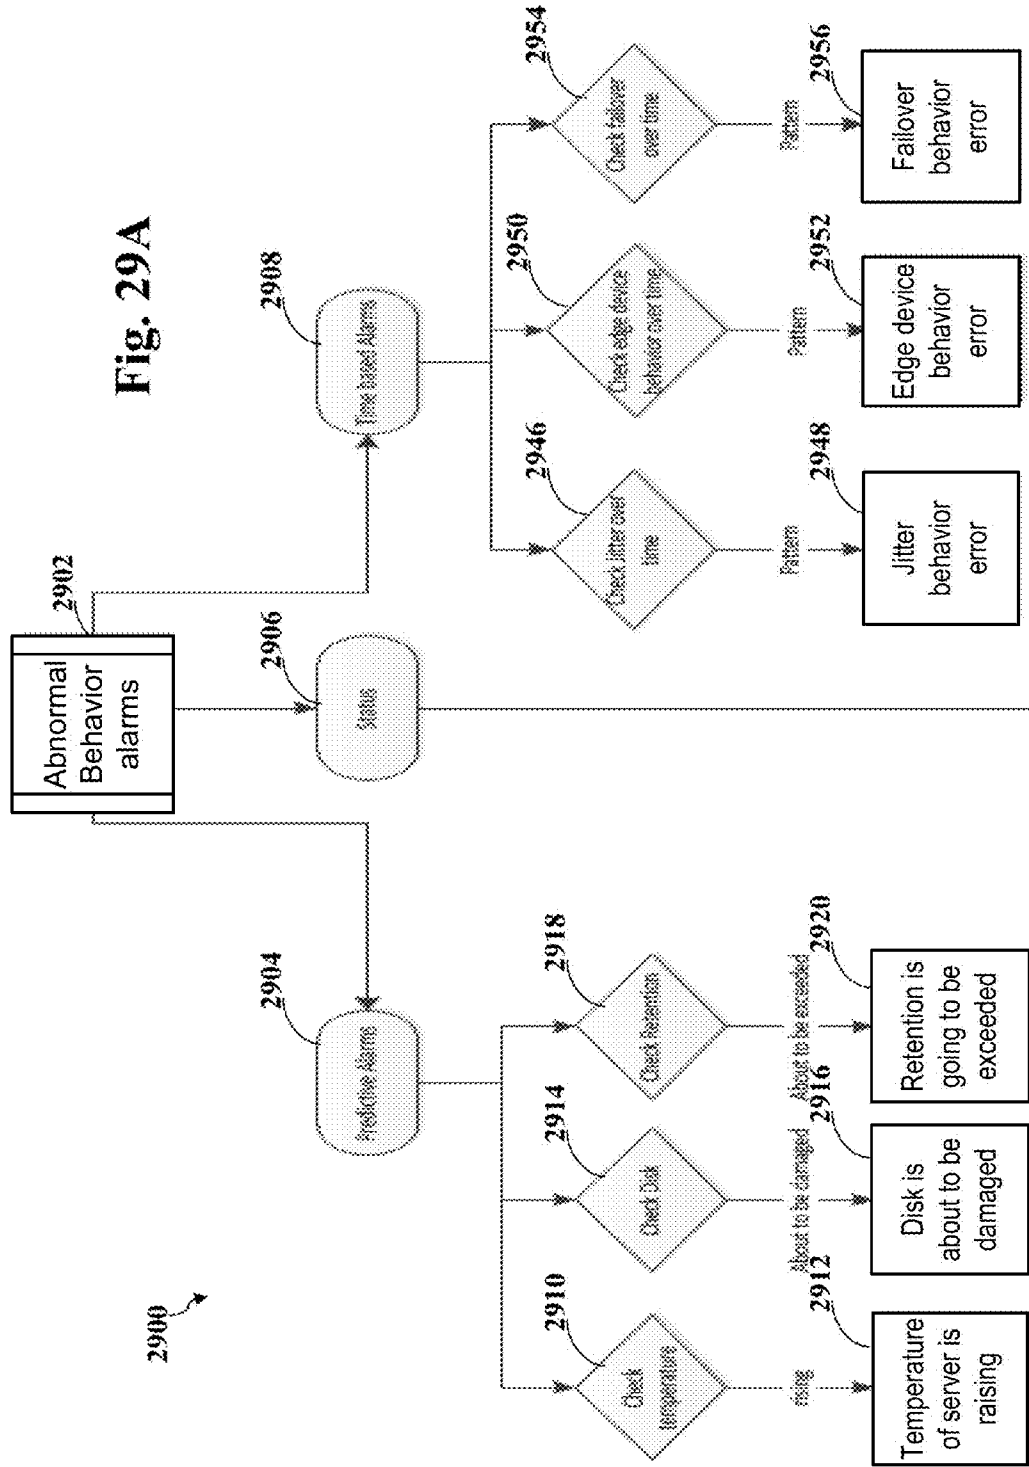 Fig. 29A
2900
2902
Abnormal
Behavior
alarms
2904
Predictive Alarms
2906
Status
2908
Time based Alarms
2910
Check
temperature
2914
Check Disk
2918
Check Retention
2946
Check Jitter over
time
2950
Check edge device
behavior over time
2954
Check failover
over time
rising
About to be damaged
About to be exceeded
Pattern
Pattern
Pattern
2912
Temperature
of server is
raising
2916
Disk is
about to be
damaged
2920
Retention is
going to be
exceeded
2948
Jitter
behavior
error
2952
Edge device
behavior
error
2956
Failover
behavior
error